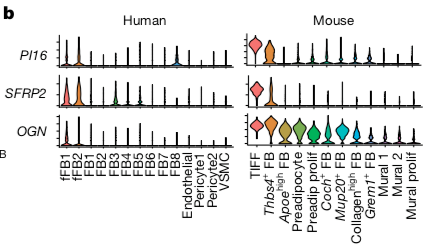 b
Human
Mouse
PI16
SFRP2
OGN
B
fFB1
fFB2
FB1
FB2
FB3
FB4
FB5
FB6
FB7
FB8
Endothelial
Pericyte1
Pericyte2
VSMC
TIFF
Thbs4+ FB
Apoehigh FB
Preadipocyte
Preadip prolif
Coch+ FB
Mup20+ FB
Collagenhigh FB
Grem1+ FB
Mural 1
Mural 2
Mural prolif